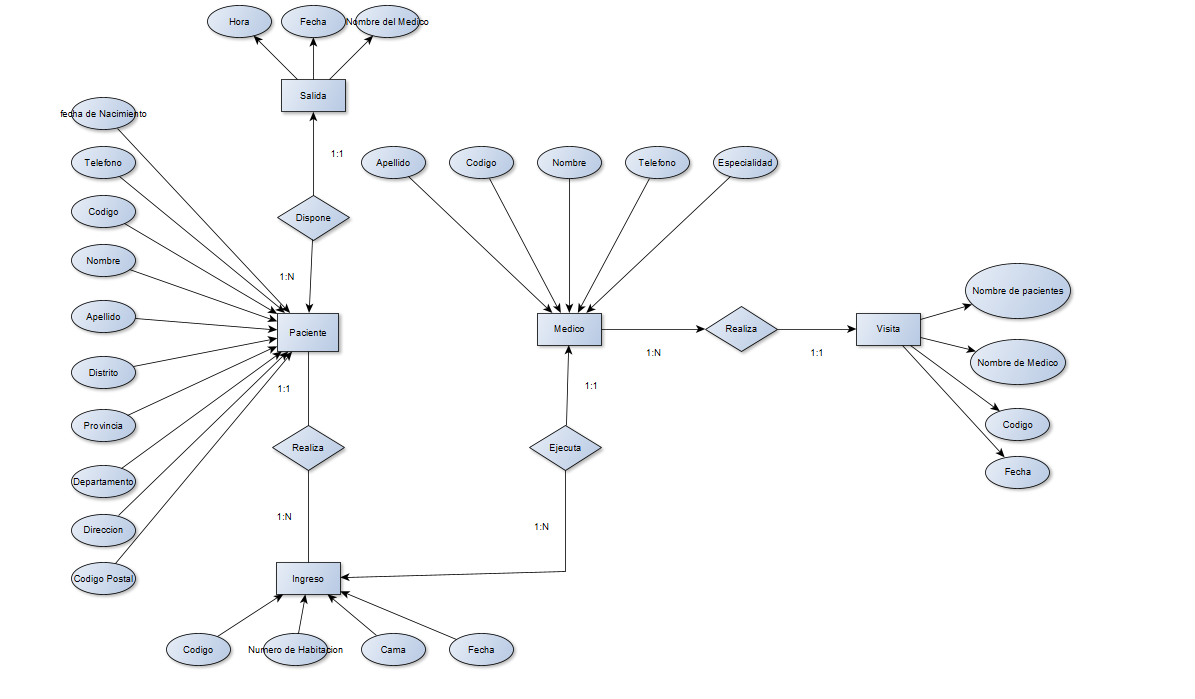 Hora
Fecha
Nombre del Medico
Salida
fecha de Nacimiento
1:1
Apellido
Codigo
Nombre
Telefono
Especialidad
Telefono
Codigo
Dispone
Nombre
1:N
Nombre de pacientes
Apellido
Paciente
Medico
Realiza
Visita
1:N
1:1
Nombre de Medico
Distrito
1:1
1:1
Provincia
Codigo
Realiza
Ejecuta
Fecha
Departamento
1:N
1:N
Direccion
Codigo Postal
Ingreso
Codigo
Numero de Habitacion
Cama
Fecha